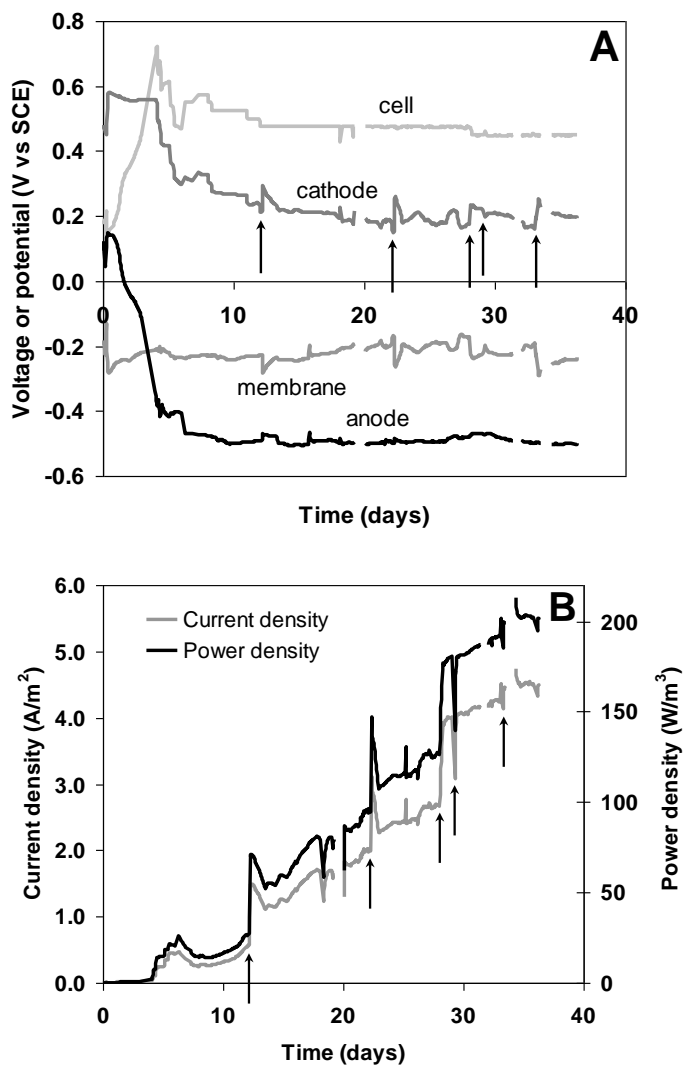 A
0.8
0.6
0.4
0.2
0.0
-0.2
-0.4
-0.6
Voltage or potential (V vs SCE)
cell
cathode
membrane
anode
0 10 20 30 40
Time (days)
B
6.0
5.0
4.0
3.0
2.0
1.0
0.0
Current density (A/m²)
Current density
Power density
200
150
100
50
0
Power density (W/m³)
0 10 20 30 40
Time (days)